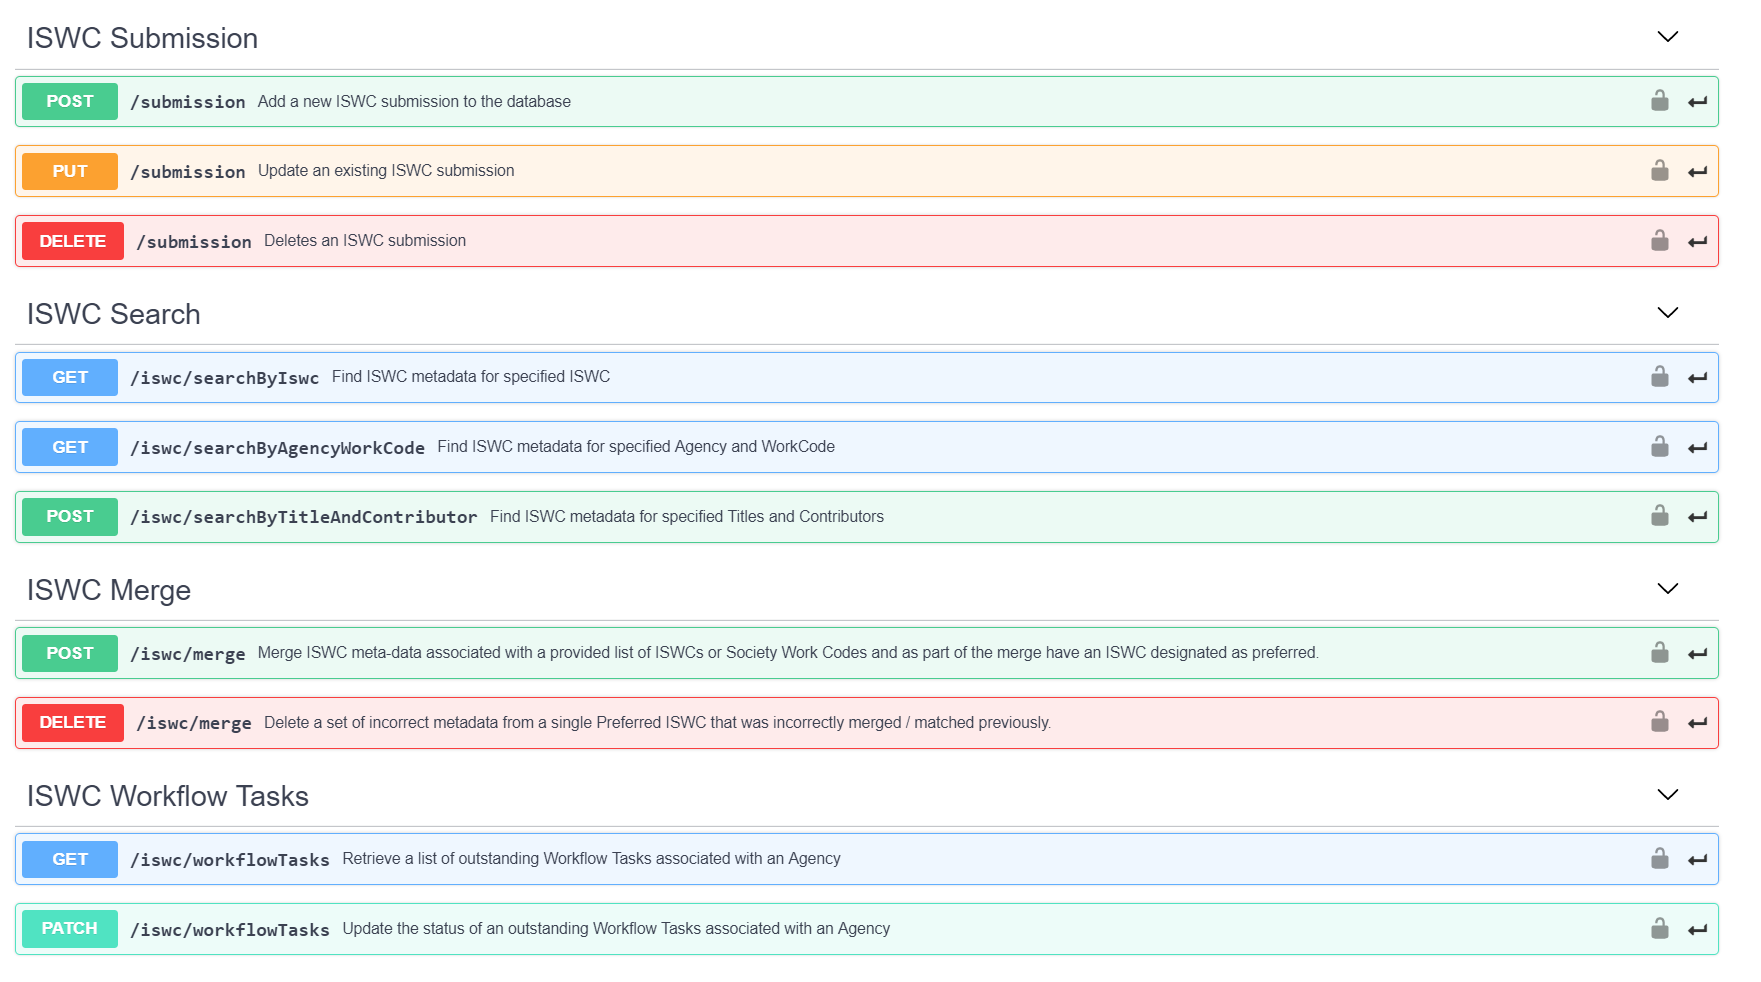 ISWC Submission
POST /submission Add a new ISWC submission to the database
PUT /submission Update an existing ISWC submission
DELETE /submission Deletes an ISWC submission
ISWC Search
GET /iswc/searchByIswc Find ISWC metadata for specified ISWC
GET /iswc/searchByAgencyWorkCode Find ISWC metadata for specified Agency and WorkCode
POST /iswc/searchByTitleAndContributor Find ISWC metadata for specified Titles and Contributors
ISWC Merge
POST /iswc/merge Merge ISWC meta-data associated with a provided list of ISWCs or Society Work Codes and as part of the merge have an ISWC designated as preferred.
DELETE /iswc/merge Delete a set of incorrect metadata from a single Preferred ISWC that was incorrectly merged / matched previously.
ISWC Workflow Tasks
GET /iswc/workflowTasks Retrieve a list of outstanding Workflow Tasks associated with an Agency
PATCH /iswc/workflowTasks Update the status of an outstanding Workflow Tasks associated with an Agency